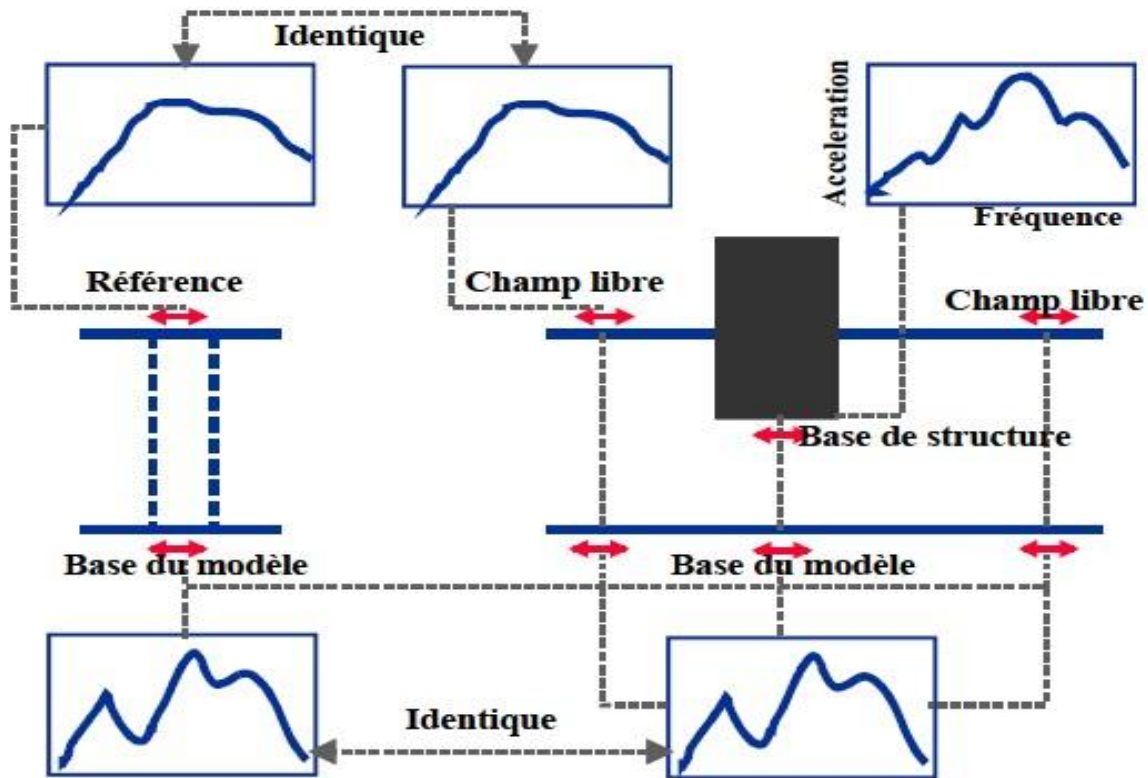 Identique
Acceleration
Fréquence
Référence
Champ libre
Champ libre
Base de structure
Base du modèle
Base du modèle
Identique